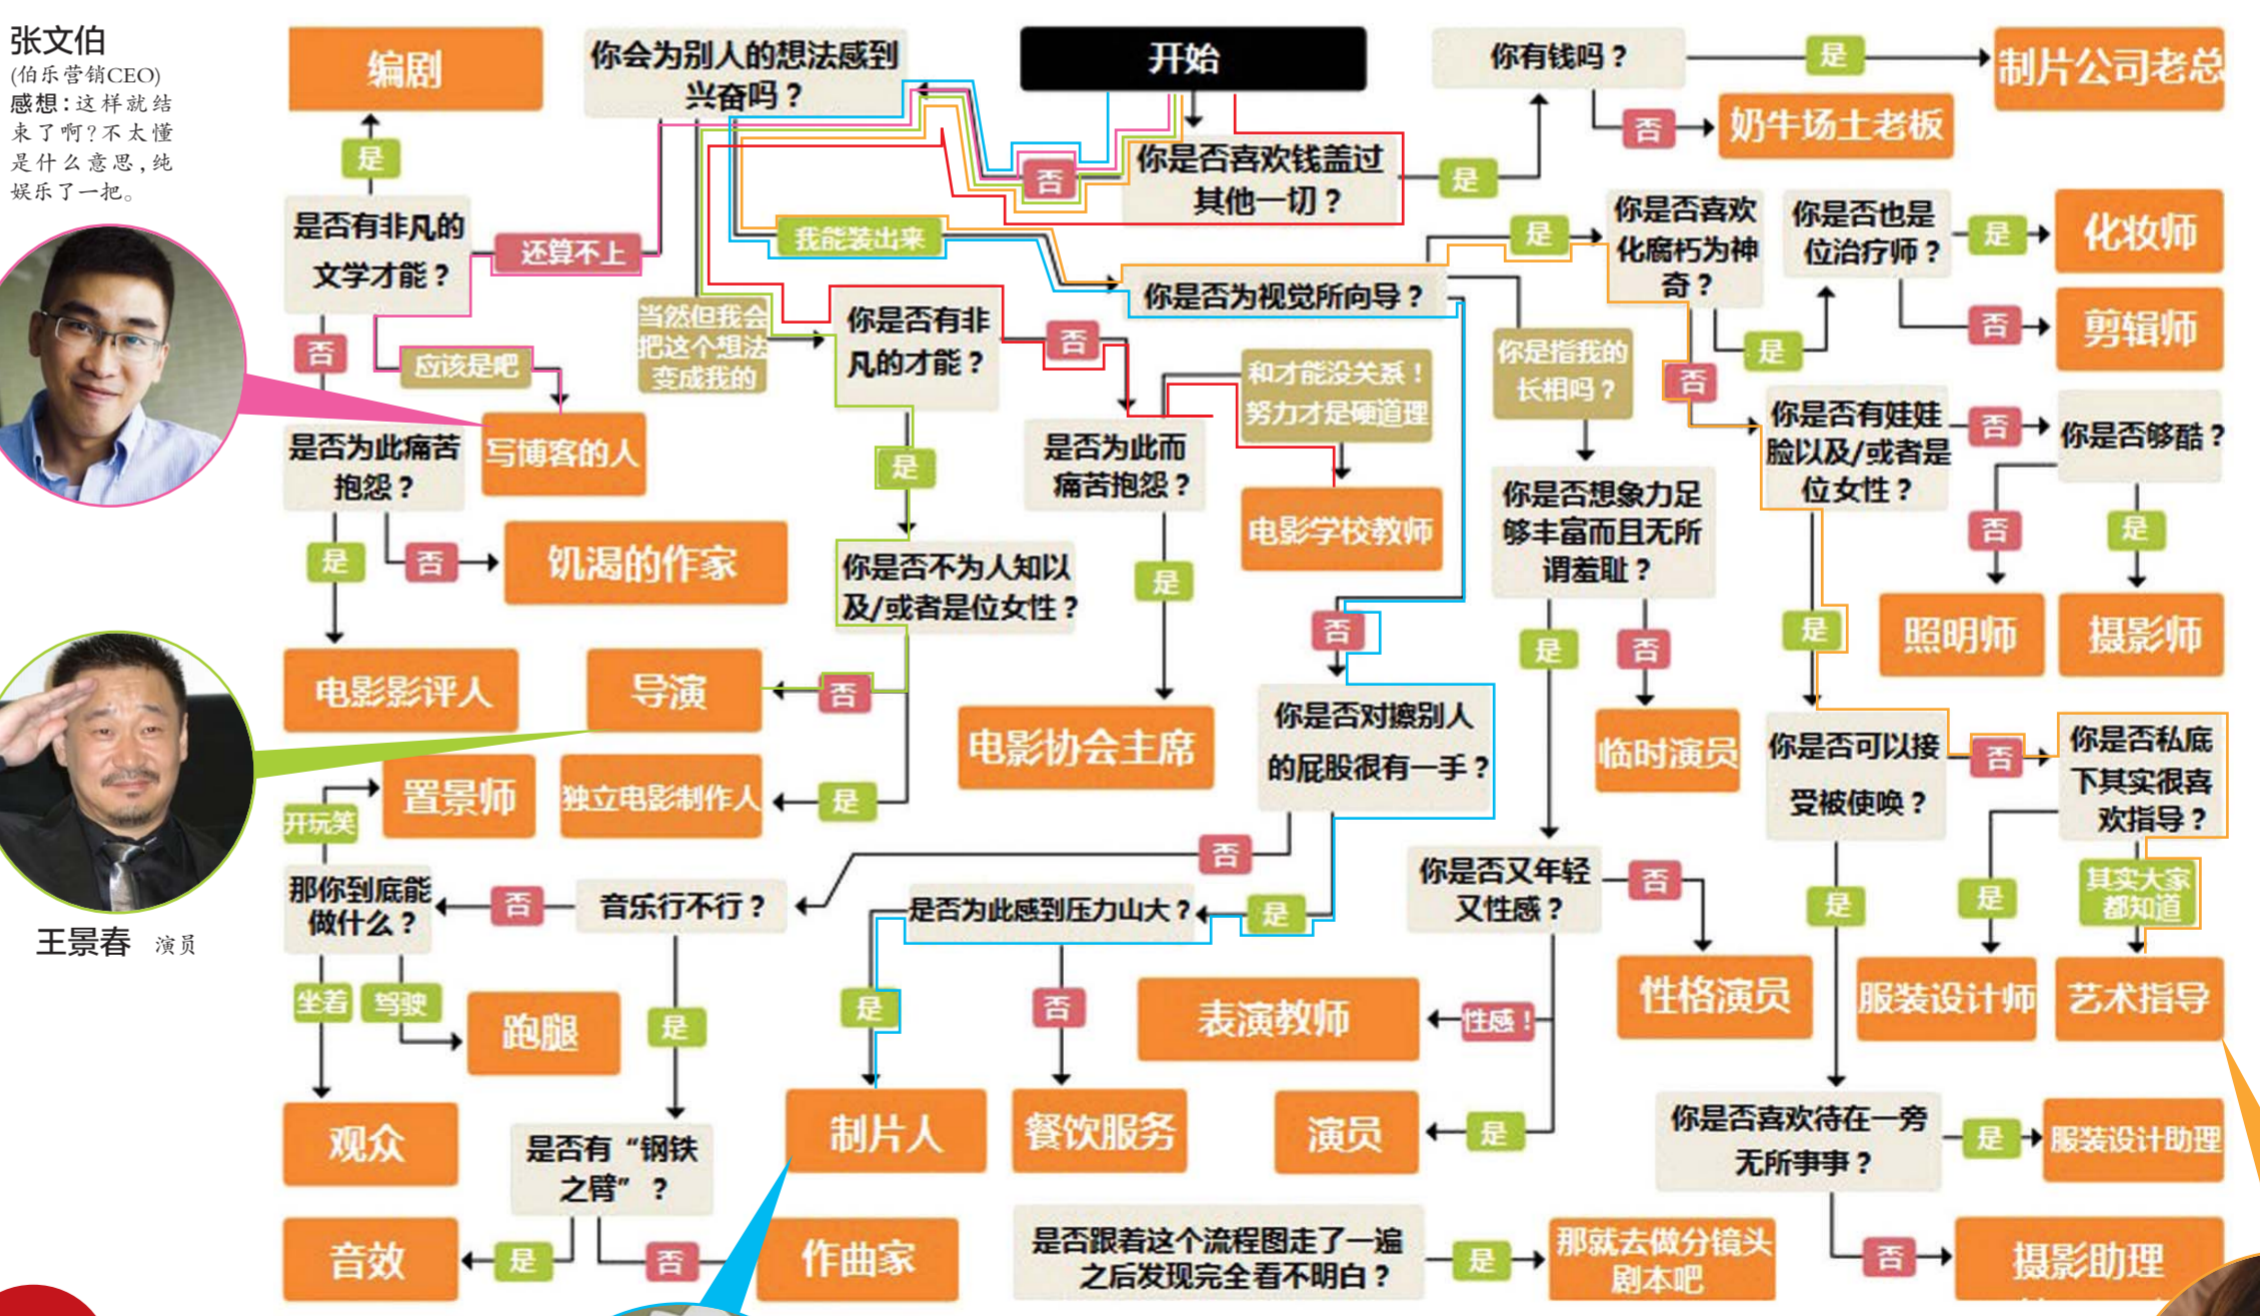 张文伯
(伯乐营销CEO)
感想：这样就结
束了啊？不太懂
是什么意思，纯
娱乐了一把。
王景春 演员
开始
你是否喜欢钱盖过
其他一切？
是
你有钱吗？
是
制片公司老总
否
奶牛场土老板
否
你会为别人的想法感到
兴奋吗？
编剧
是
是否有非凡的
文学才能？
还算不上
否
应该是吧
写博客的人
是否为此痛苦
抱怨？
是
否
饥渴的作家
电影影评人
当然但我会
把这个想法
变成我的
你是否有非
凡的才能？
否
是
是否为此而
痛苦抱怨？
和才能没关系！
努力才是硬道理
电影学校教师
是
电影协会主席
你是否不为人知以
及/或者是位女性？
否
导演
是
独立电影制作人
我能装出来
你是否为视觉所向导？
是
你是否喜欢
化腐朽为神
奇？
你是否也是
位治疗师？
是
化妆师
否
剪辑师
是
否
你是指我的
长相吗？
你是否有娃娃
脸以及/或者是
位女性？
否
你是否够酷？
否
是
照明师
摄影师
你是否想象力足
够丰富而且无所
谓羞耻？
是
否
临时演员
是
你是否可以接
受被使唤？
否
你是否私底
下其实很喜
欢指导？
是
其实大家
都知道
服装设计师
艺术指导
是
你是否喜欢待在一旁
无所事事？
是
服装设计助理
否
摄影助理
你是否又年轻
又性感？
否
性格演员
性感！
表演教师
是
演员
否
你是否对擦别人
的屁股很有一手？
否
是
是否为此感到压力山大？
是
否
制片人
餐饮服务
音乐行不行？
否
是
那你到底能
做什么？
开玩笑
置景师
坐着
驾驶
跑腿
观众
是否有“钢铁
之臂”？
是
音效
否
作曲家
是否跟着这个流程图走了一遍
之后发现完全看不明白？
是
那就去做分镜头
剧本吧